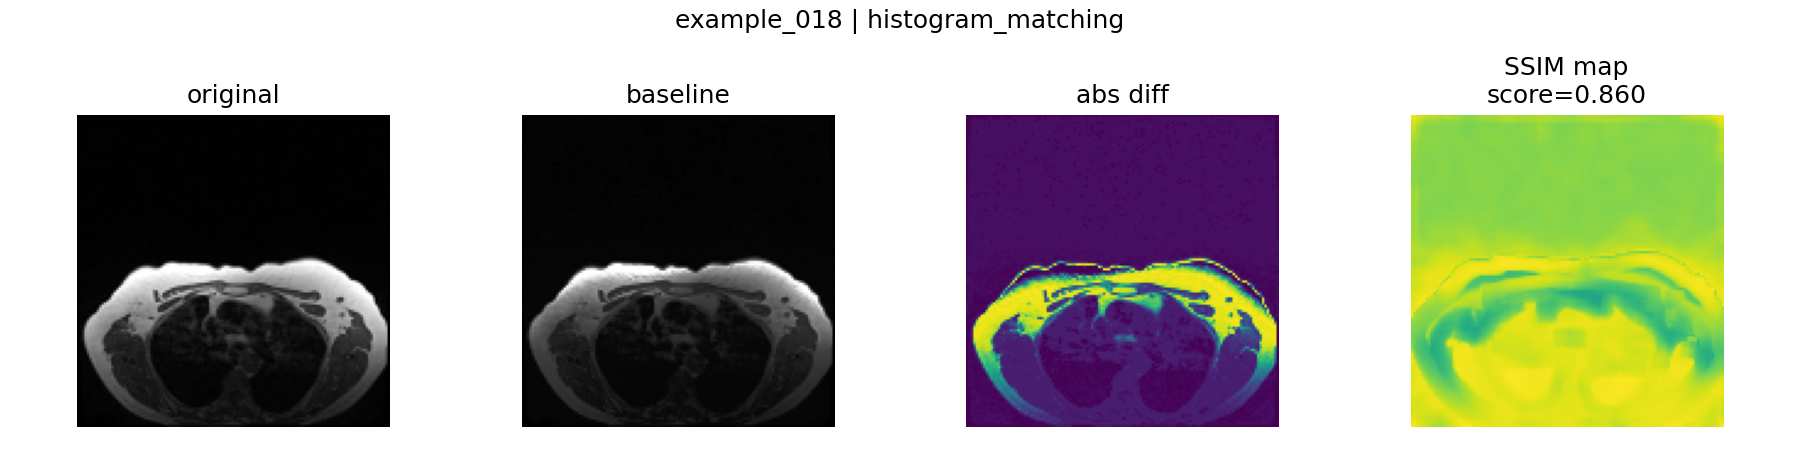 example_018 | histogram_matching
original
baseline
abs diff
SSIM map
score=0.860